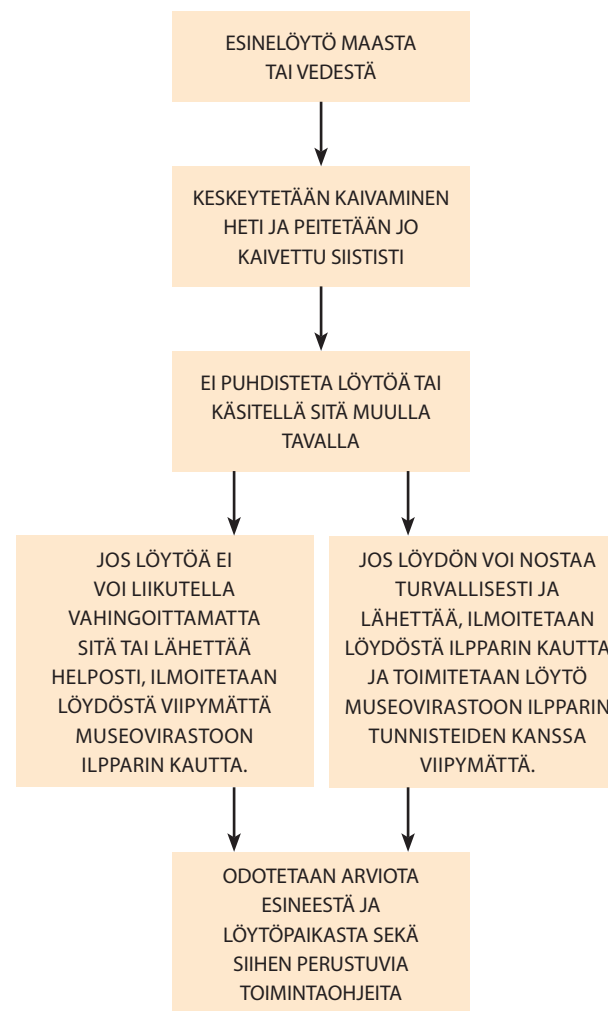 ESINELÖYTÖ MAASTA
TAI VEDESTÄ
KESKEYTETÄÄN KAIVAMINEN
HETI JA PEITETÄÄN JO
KAIVETTU SIISTISTI
EI PUHDISTETA LÖYTÖÄ TAI
KÄSITELLÄ SITÄ MUULLA
TAVALLA
JOS LÖYTÖÄ EI
VOI LIIKUTELLA
VAHINGOITTAMATTA
SITÄ TAI LÄHETTÄÄ
HELPOSTI, ILMOITETAAN
LÖYDÖSTÄ VIIPYMÄTTÄ
MUSEOVIRASTOON
ILPPARIN KAUTTA.
JOS LÖYDÖN VOI NOSTAA
TURVALLISESTI JA
LÄHETTÄÄ, ILMOITETAAN
LÖYDÖSTÄ ILPPARIN KAUTTA
JA TOIMITETAAN LÖYTÖ
MUSEOVIRASTOON ILPPARIN
TUNNISTEIDEN KANSSA
VIIPYMÄTTÄ.
ODOTETAAN ARVIOTA
ESINEESTÄ JA
LÖYTÖPAIKASTA SEKÄ
SIIHEN PERUSTUVIA
TOIMINTAOHJEITA